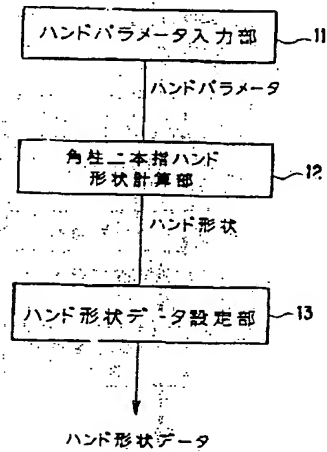 ハンドパラメータ入力部
11
ハンドパラメータ
角柱二本指ハンド
形状計算部
12
ハンド形状
ハンド形状データ設定部
13
ハンド形状データ